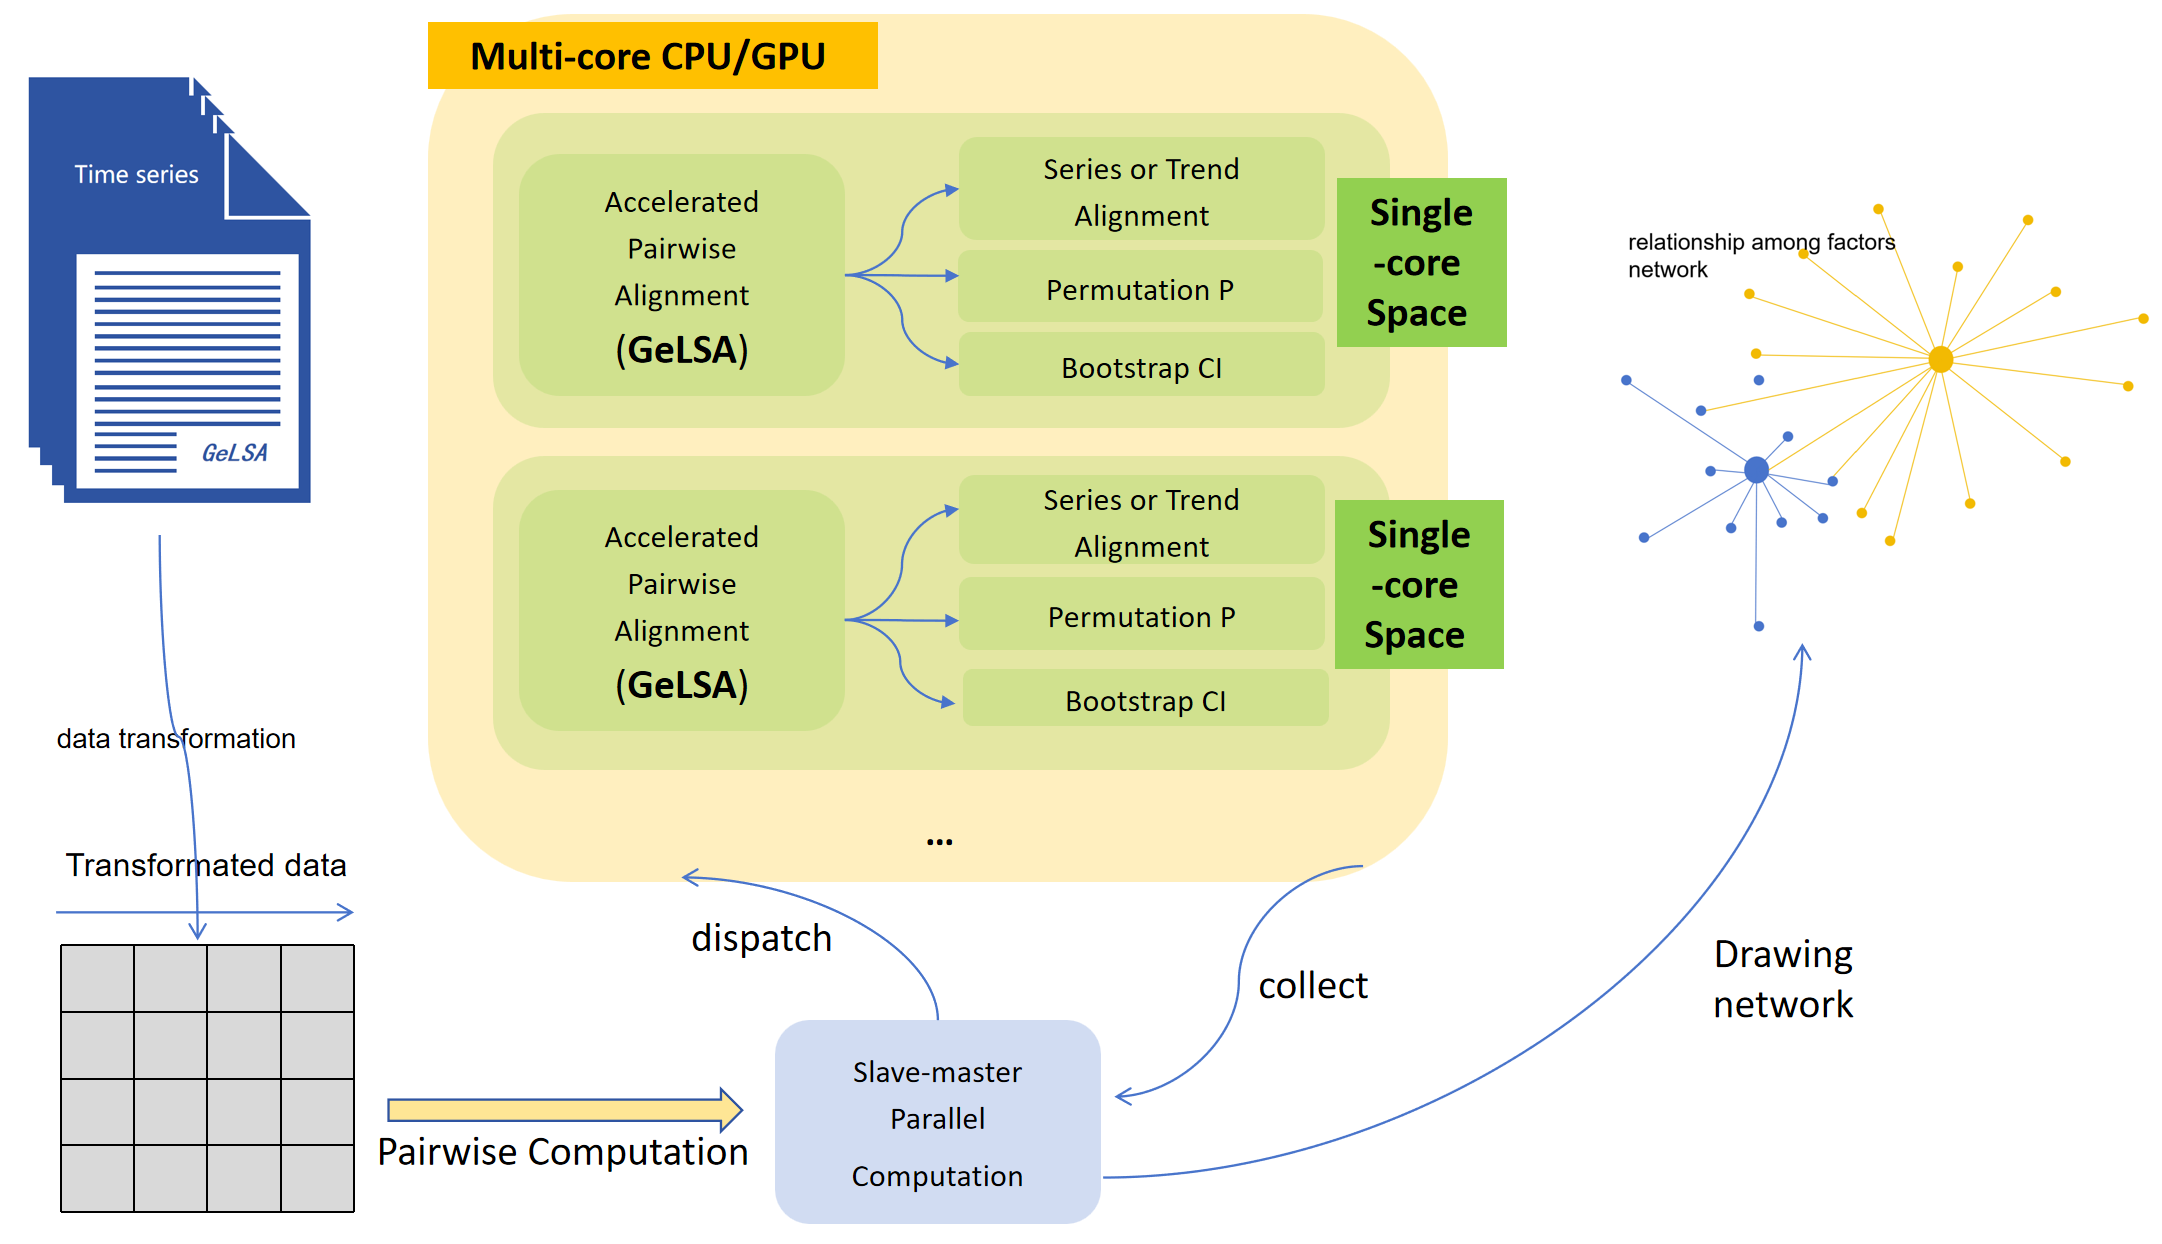 Multi-core CPU/GPU
Time series
GeLSA
Accelerated
Pairwise
Alignment
(GeLSA)
Series or Trend
Alignment
Permutation P
Bootstrap CI
Single
-core
Space
Accelerated
Pairwise
Alignment
(GeLSA)
Series or Trend
Alignment
Permutation P
Bootstrap CI
Single
-core
Space
...
relationship among factors
network
data transformation
Transformated data
dispatch
collect
Drawing
network
Pairwise Computation
Slave-master
Parallel
Computation